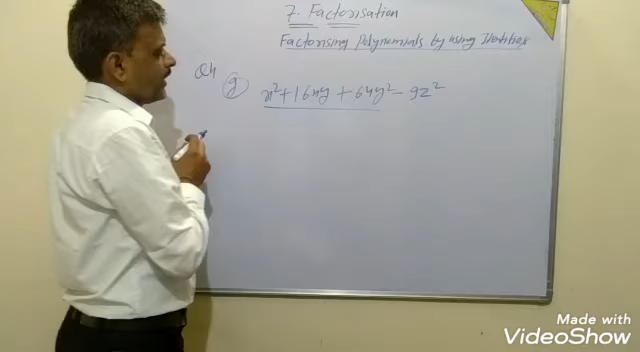 7. Factorisation
Factorising Polynomials by using Identities
Q4 g x² + 16xy + 64y² - 9z²
Made with
VideoShow